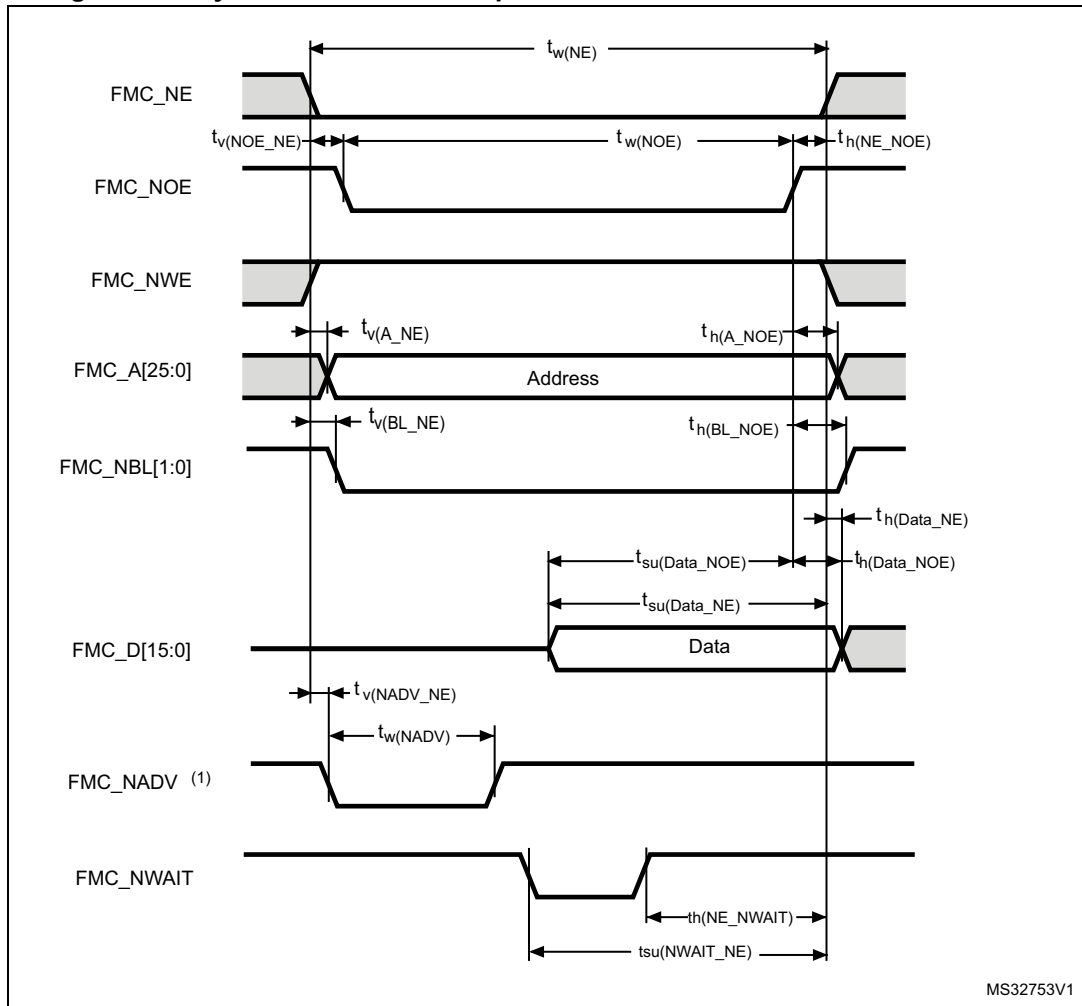 tw(NE)
FMC_NE
tv(NOE_NE)
tw(NOE)
th(NE_NOE)
FMC_NOE
FMC_NWE
tv(A_NE)
th(A_NOE)
FMC_A[25:0]
Address
tv(BL_NE)
th(BL_NOE)
FMC_NBL[1:0]
th(Data_NE)
tsu(Data_NOE)
th(Data_NOE)
tsu(Data_NE)
FMC_D[15:0]
Data
tv(NADV_NE)
tw(NADV)
FMC_NADV (1)
FMC_NWAIT
th(NE_NWAIT)
tsu(NWAIT_NE)
MS32753V1